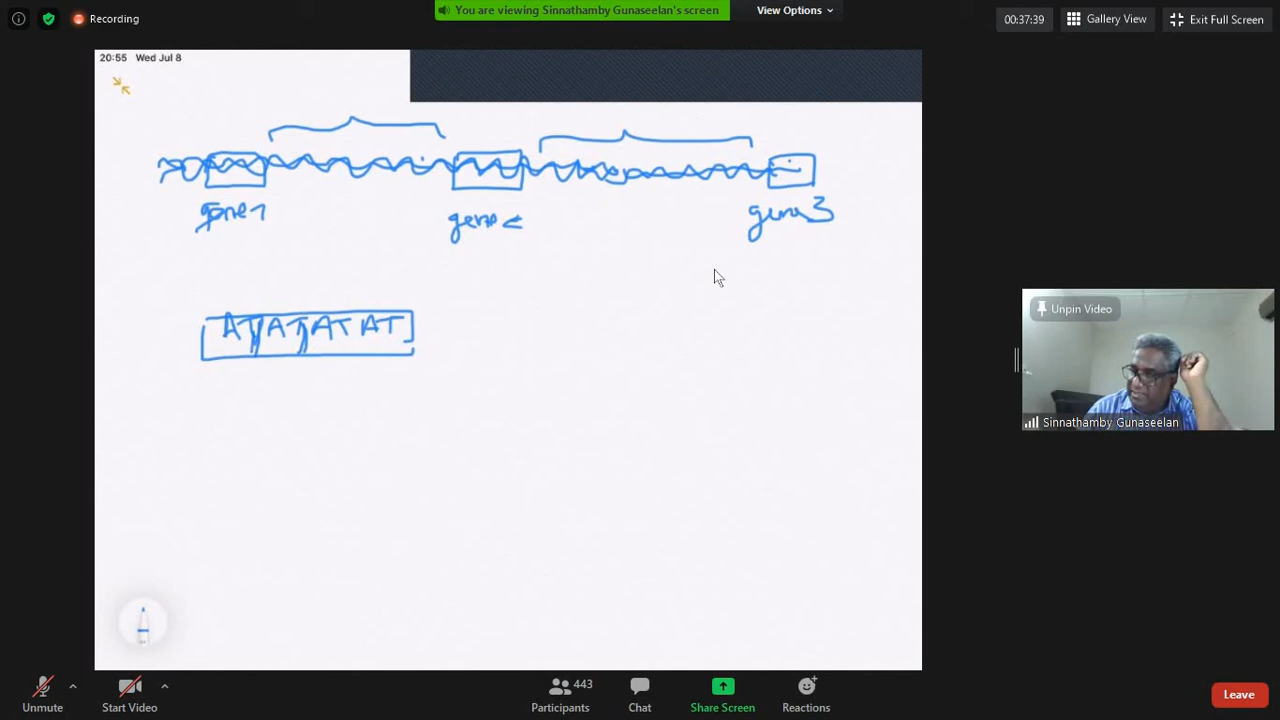 Recording
You are viewing Sinnathamby Gunaseelan's screen
View Options
00:37:39
Gallery View
Exit Full Screen
20:55 Wed Jul 8
gene 1
gene 2
gene 3
ATATATAT
Unpin Video
Sinnathamby Gunaseelan
Unmute
Start Video
443
Participants
Chat
Share Screen
Reactions
Leave